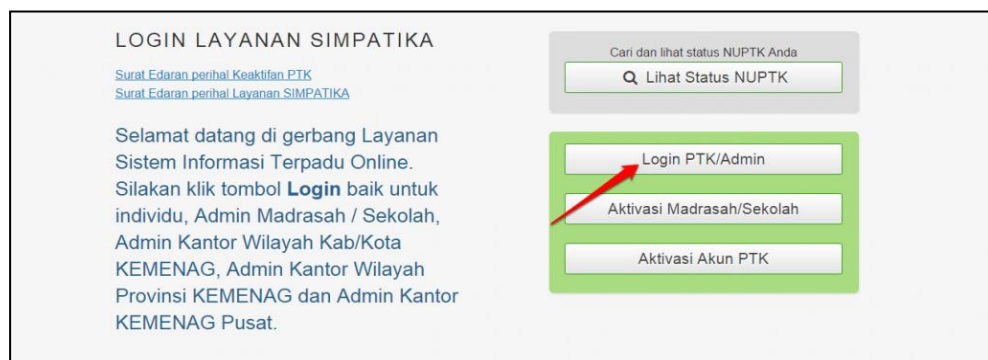 LOGIN LAYANAN SIMPATIKA
Surat Edaran perihal Keaktifan PTK
Surat Edaran perihal Layanan SIMPATIKA
Selamat datang di gerbang Layanan
Sistem Informasi Terpadu Online.
Silakan klik tombol Login baik untuk
individu, Admin Madrasah / Sekolah,
Admin Kantor Wilayah Kab/Kota
KEMENAG, Admin Kantor Wilayah
Provinsi KEMENAG dan Admin Kantor
KEMENAG Pusat.
Cari dan lihat status NUPTK Anda
Lihat Status NUPTK
Login PTK/Admin
Aktivasi Madrasah/Sekolah
Aktivasi Akun PTK